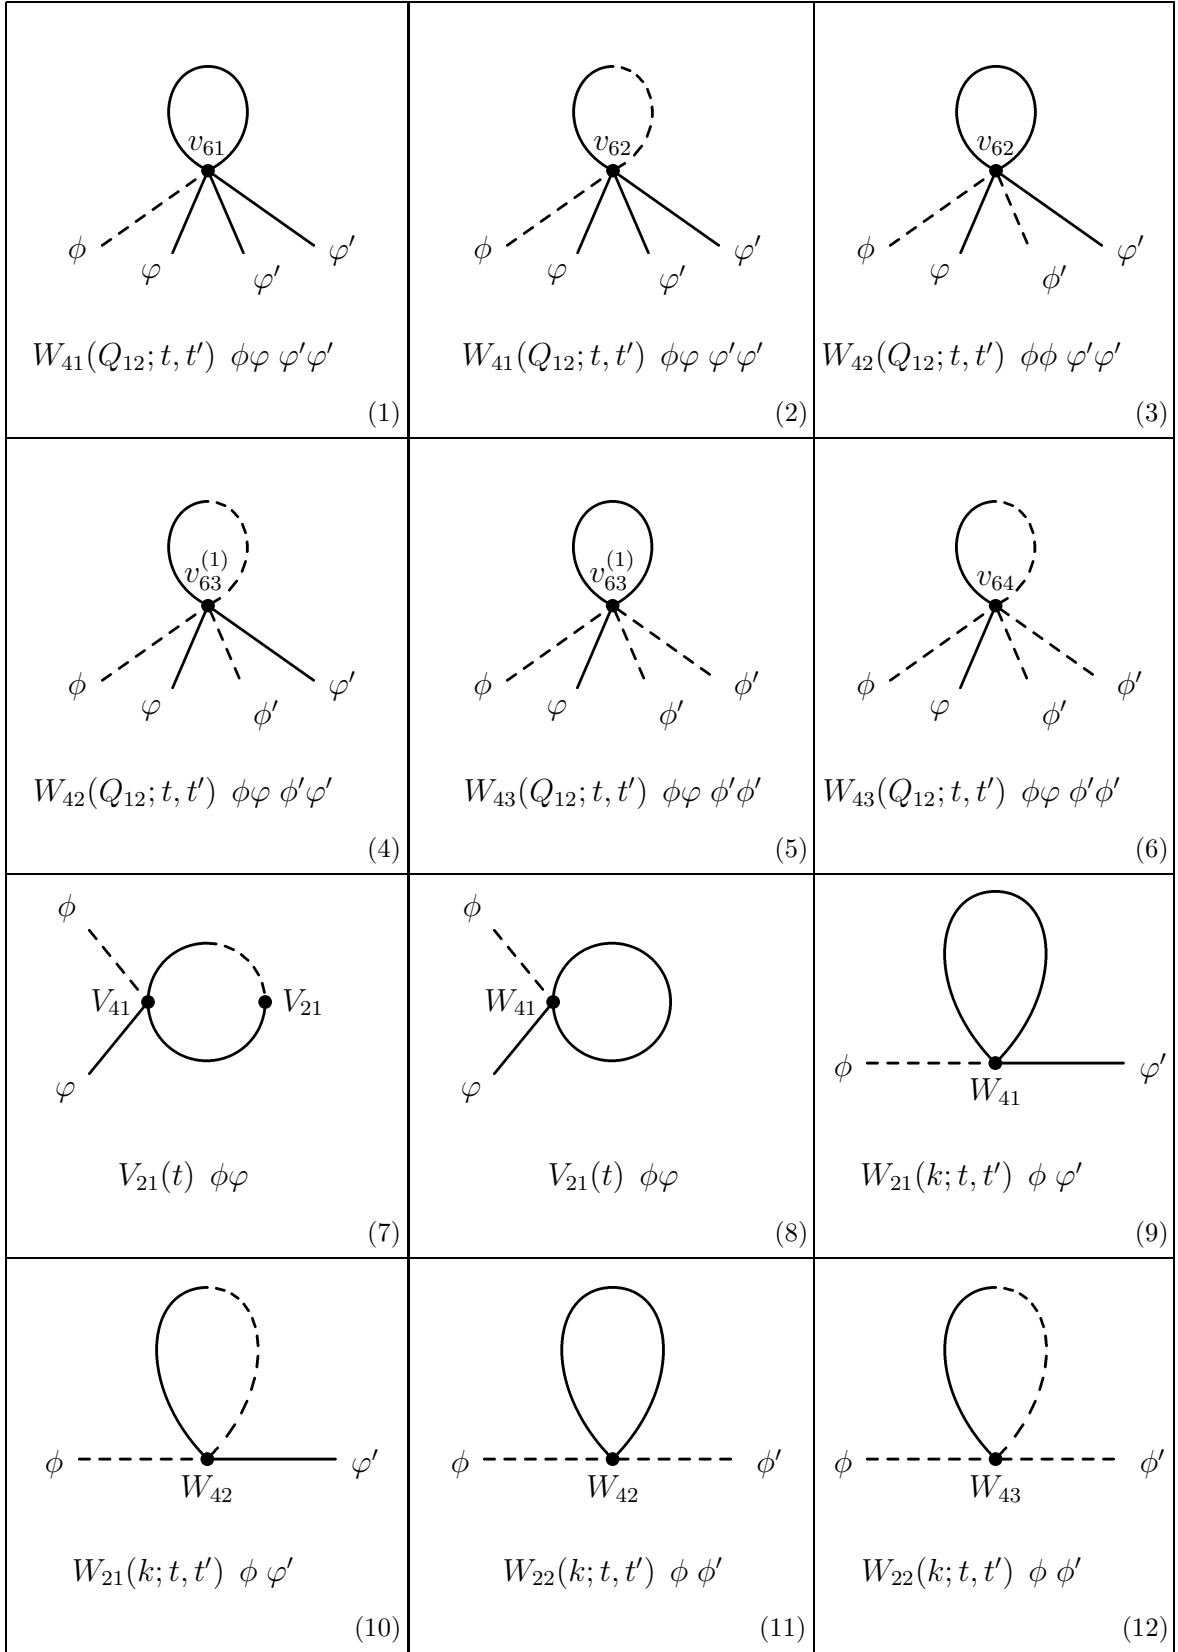 v₆₁
ϕ φ φ′ φ′
W₄₁(Q₁₂; t, t′) ϕφ φ′φ′
(1)
v₆₂
ϕ φ φ′ φ′
W₄₁(Q₁₂; t, t′) ϕφ φ′φ′
(2)
v₆₂
ϕ φ ϕ′ φ′
W₄₂(Q₁₂; t, t′) ϕϕ φ′φ′
(3)
v₆₃⁽¹⁾
ϕ φ ϕ′ φ′
W₄₂(Q₁₂; t, t′) ϕφ ϕ′φ′
(4)
v₆₃⁽¹⁾
ϕ φ ϕ′ ϕ′
W₄₃(Q₁₂; t, t′) ϕφ ϕ′ϕ′
(5)
v₆₄
ϕ φ ϕ′ ϕ′
W₄₃(Q₁₂; t, t′) ϕφ ϕ′ϕ′
(6)
ϕ
V₄₁ V₂₁
φ
V₂₁(t) ϕφ
(7)
ϕ
W₄₁
φ
V₂₁(t) ϕφ
(8)
ϕ φ′
W₄₁
W₂₁(k; t, t′) ϕ φ′
(9)
ϕ φ′
W₄₂
W₂₁(k; t, t′) ϕ φ′
(10)
ϕ ϕ′
W₄₂
W₂₂(k; t, t′) ϕ ϕ′
(11)
ϕ ϕ′
W₄₃
W₂₂(k; t, t′) ϕ ϕ′
(12)